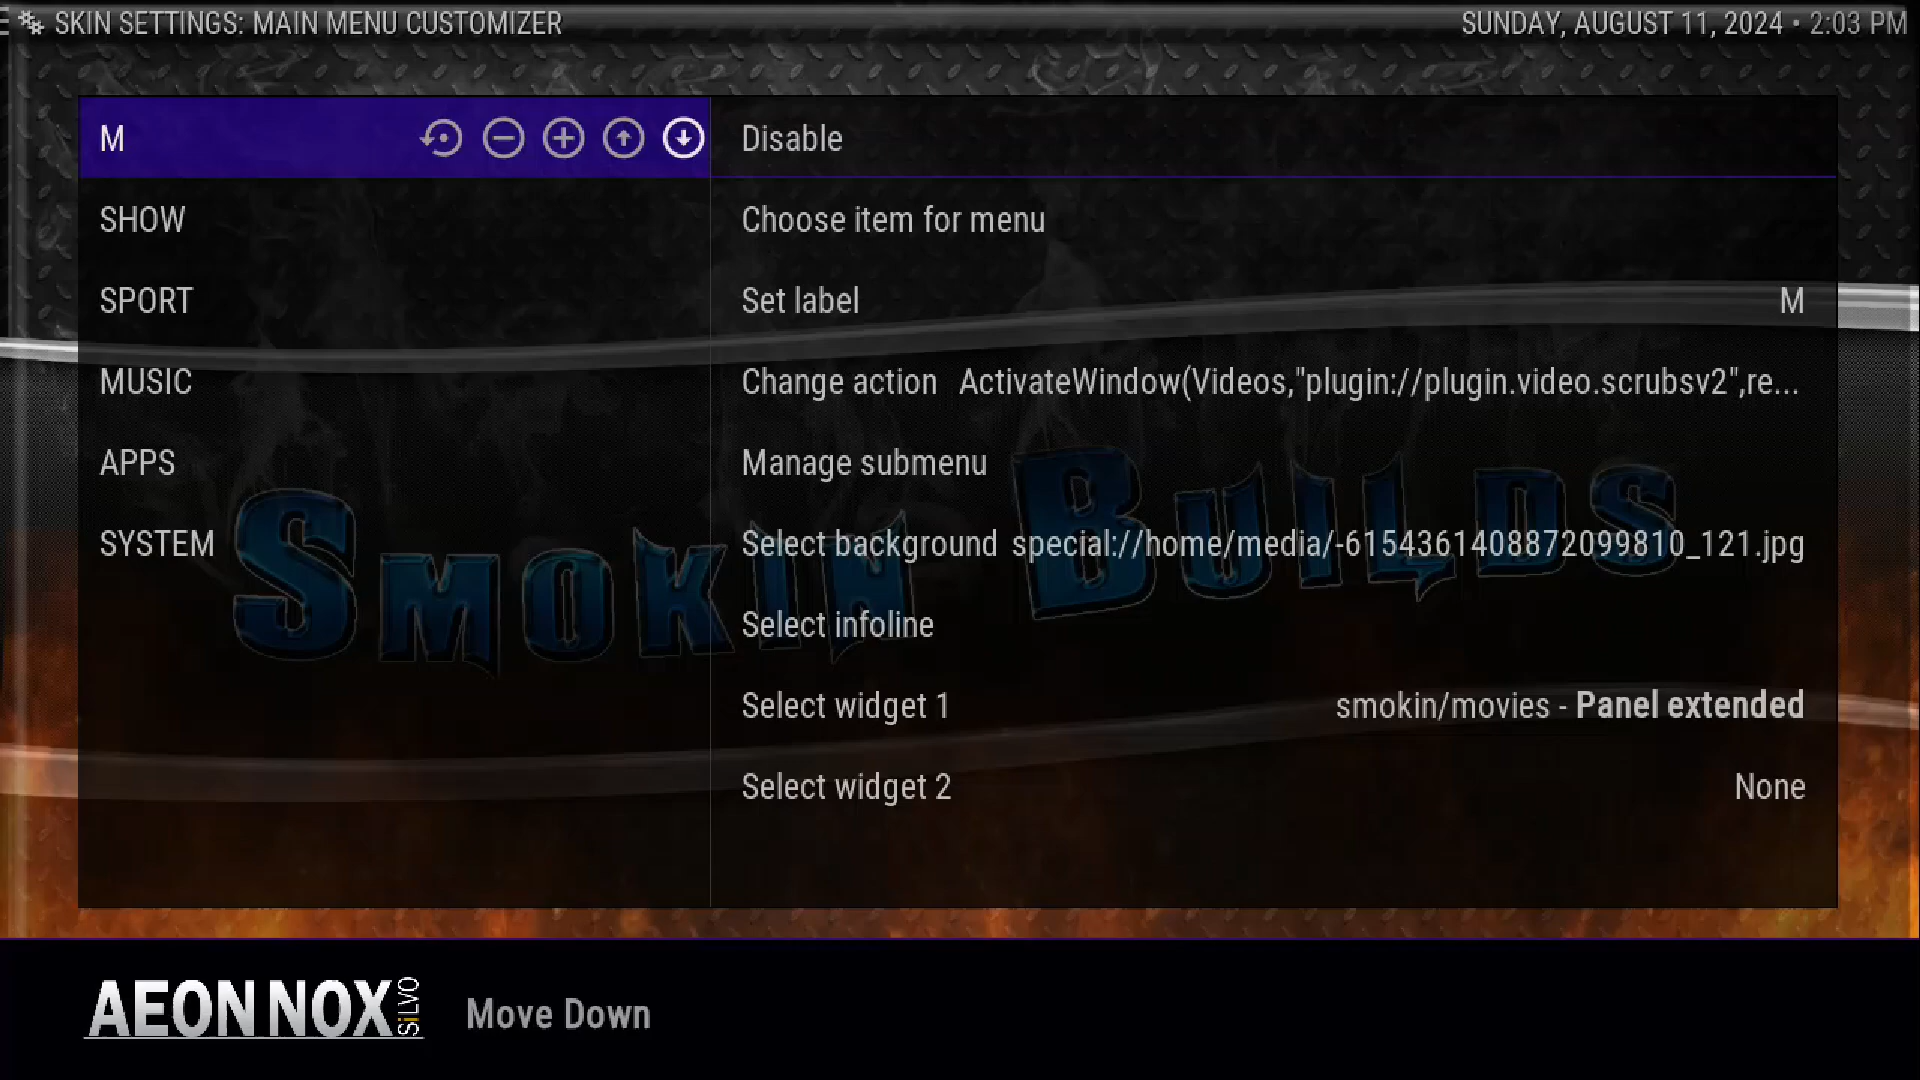 SKIN SETTINGS: MAIN MENU CUSTOMIZER
SUNDAY, AUGUST 11, 2024 • 2:03 PM
M
Disable
SHOW
Choose item for menu
SPORT
Set label M
MUSIC
Change action ActivateWindow(Videos,"plugin://plugin.video.scrubsv2",re...
APPS
Manage submenu
SYSTEM
Select background special://home/media/-6154361408872099810_121.jpg
SMOKIN BUILDS
Select infoline
Select widget 1 smokin/movies - Panel extended
Select widget 2 None
AEON NOX SiLVO
Move Down